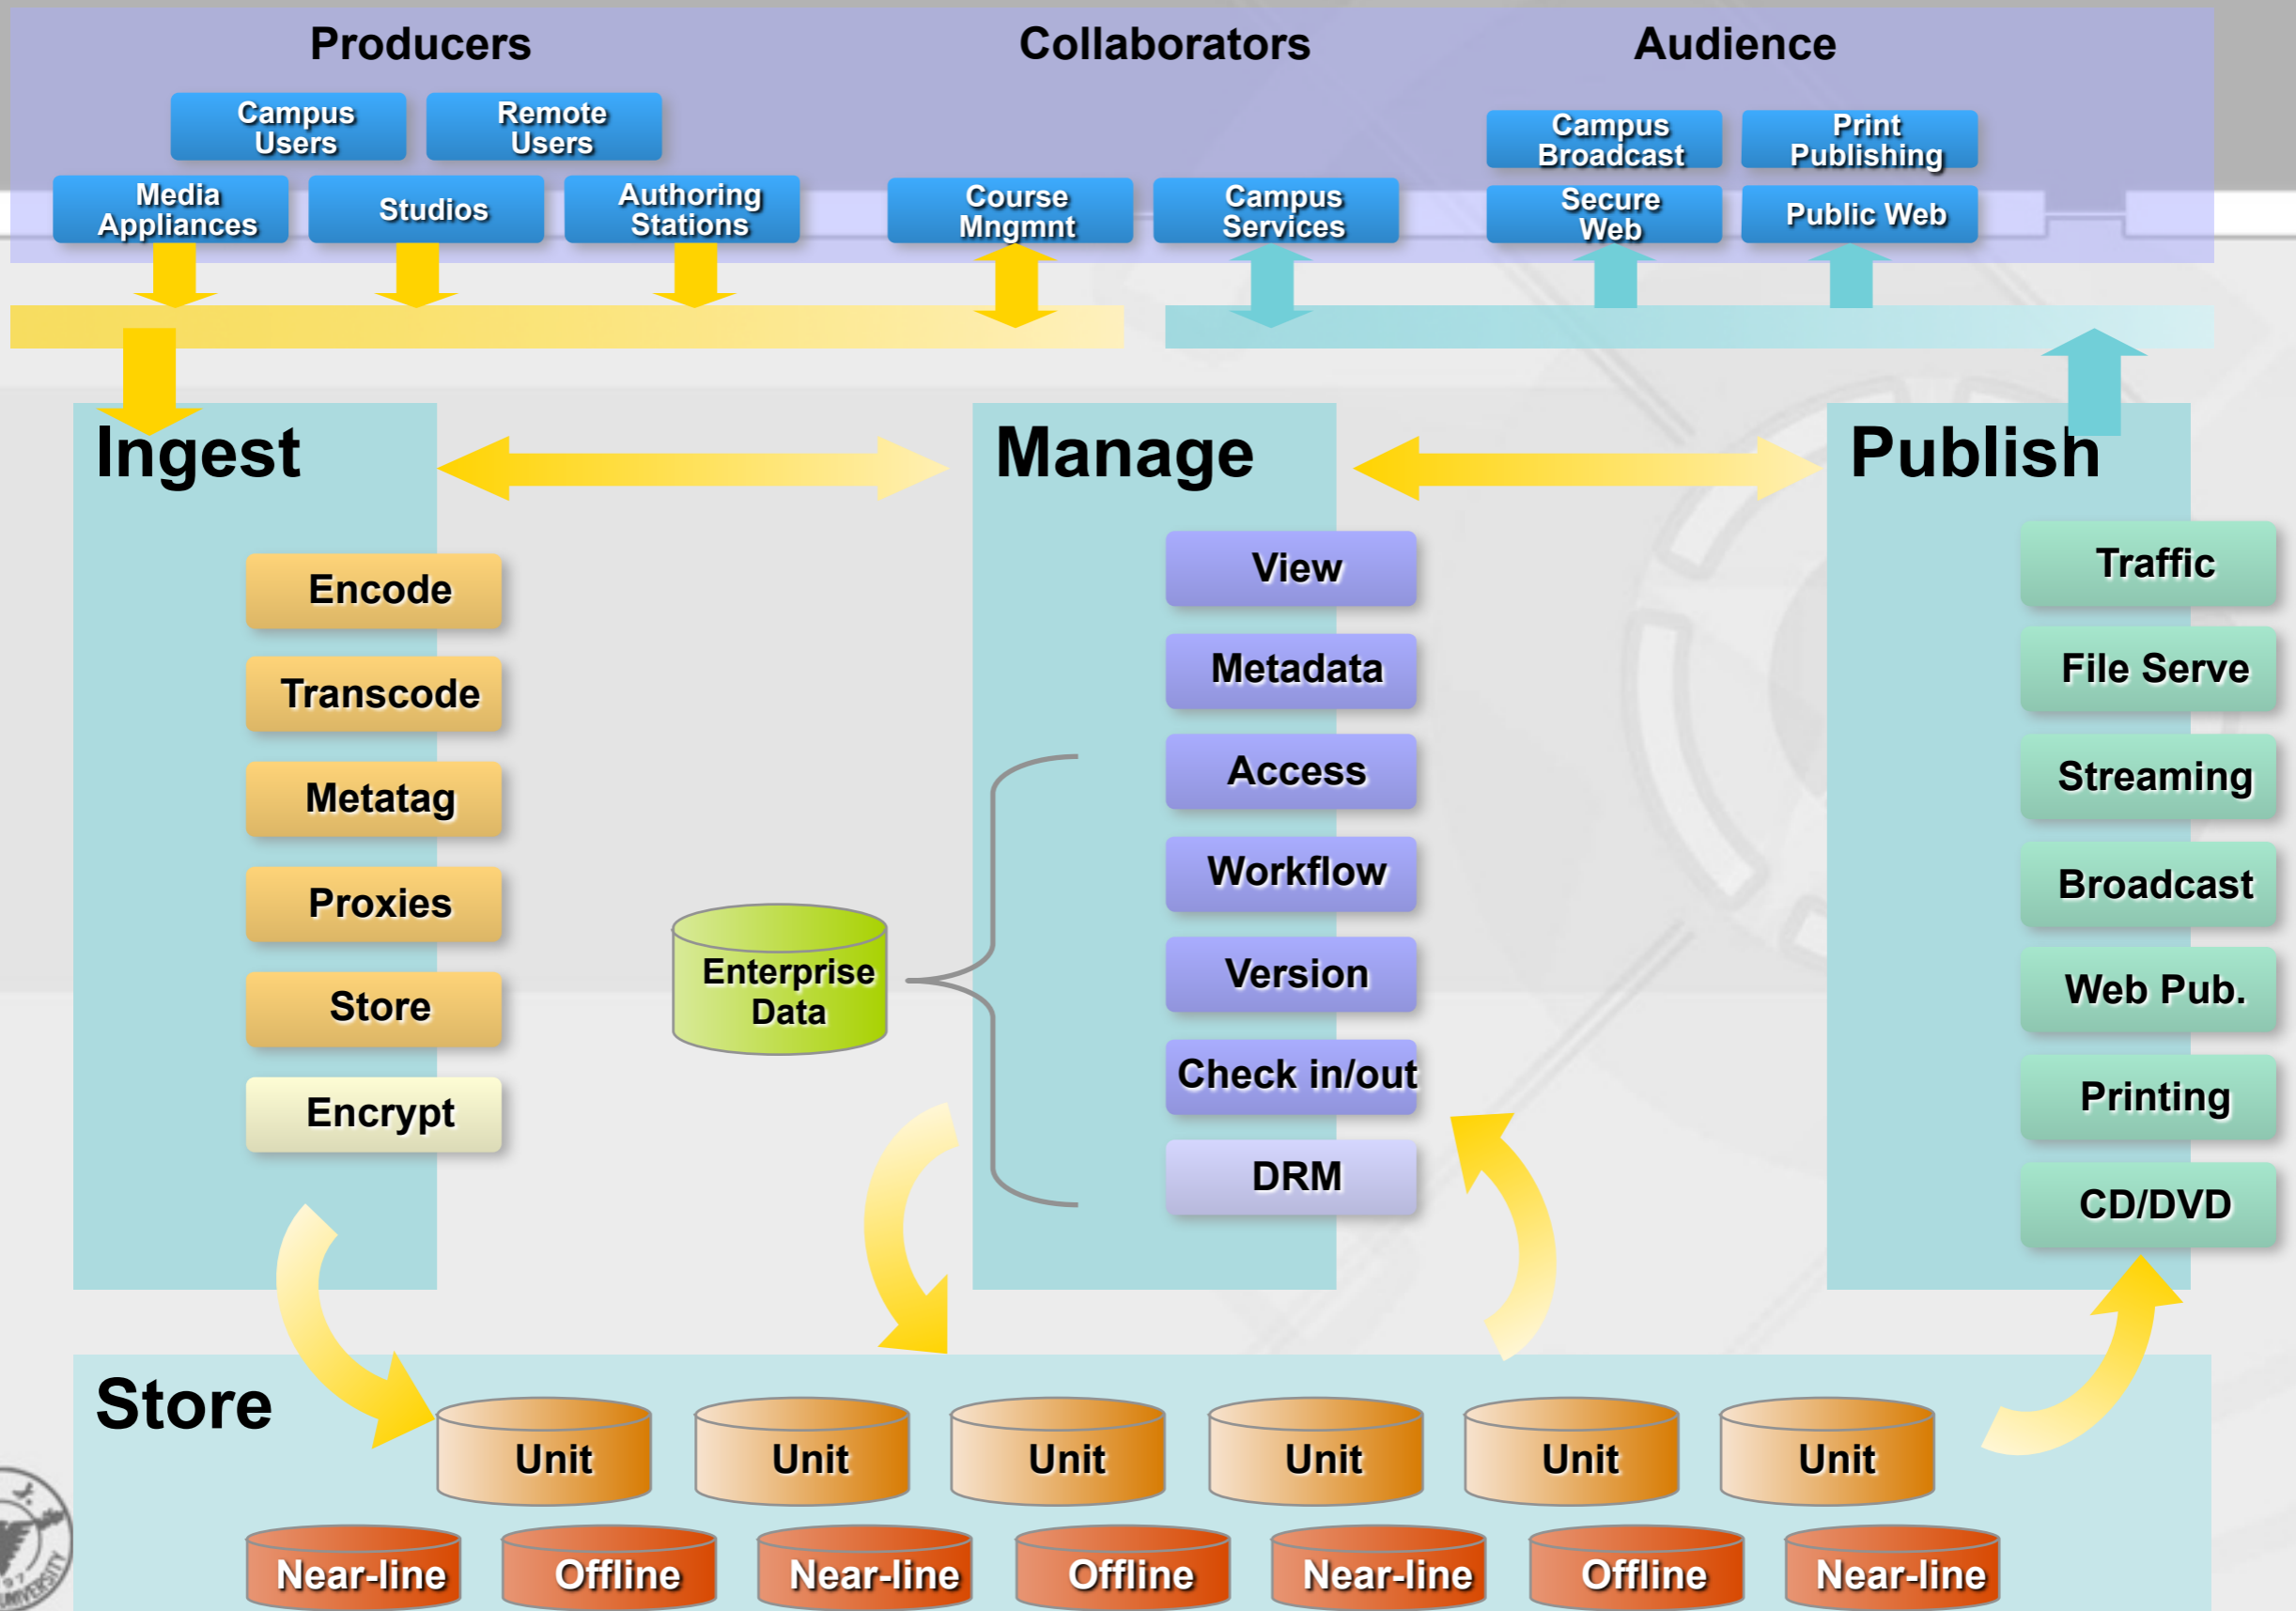 Producers
Collaborators
Audience
Campus
Users
Remote
Users
Campus
Broadcast
Print
Publishing
Media
Appliances
Studios
Authoring
Stations
Course
Mngmnt
Campus
Services
Secure
Web
Public Web
Ingest
Manage
Publish
Encode
Transcode
Metatag
Proxies
Store
Encrypt
Enterprise
Data
View
Metadata
Access
Workflow
Version
Check in/out
DRM
Traffic
File Serve
Streaming
Broadcast
Web Pub.
Printing
CD/DVD
Store
Unit
Unit
Unit
Unit
Unit
Unit
Near-line
Offline
Near-line
Offline
Near-line
Offline
Near-line
UNIVERSITY